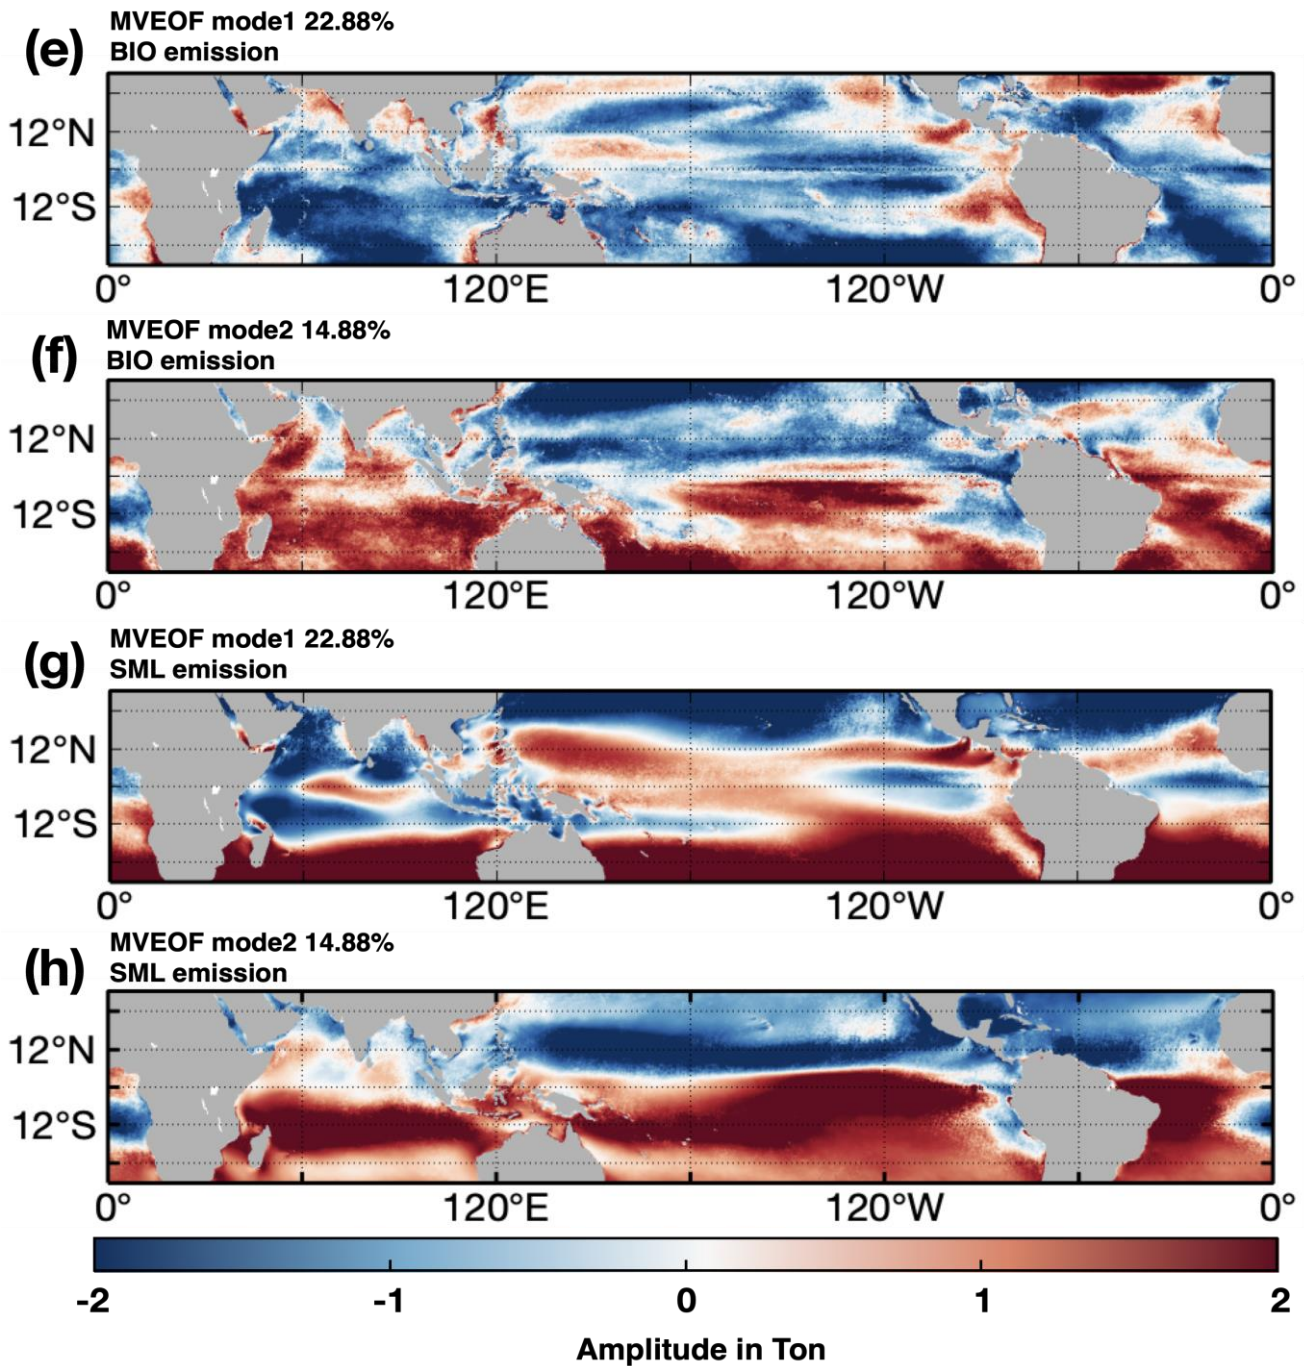 (e) MVEOF mode1 22.88%
BIO emission
12°N
12°S
0° 120°E 120°W 0°
(f) MVEOF mode2 14.88%
BIO emission
12°N
12°S
0° 120°E 120°W 0°
(g) MVEOF mode1 22.88%
SML emission
12°N
12°S
0° 120°E 120°W 0°
(h) MVEOF mode2 14.88%
SML emission
12°N
12°S
0° 120°E 120°W 0°
-2 -1 0 1 2
Amplitude in Ton